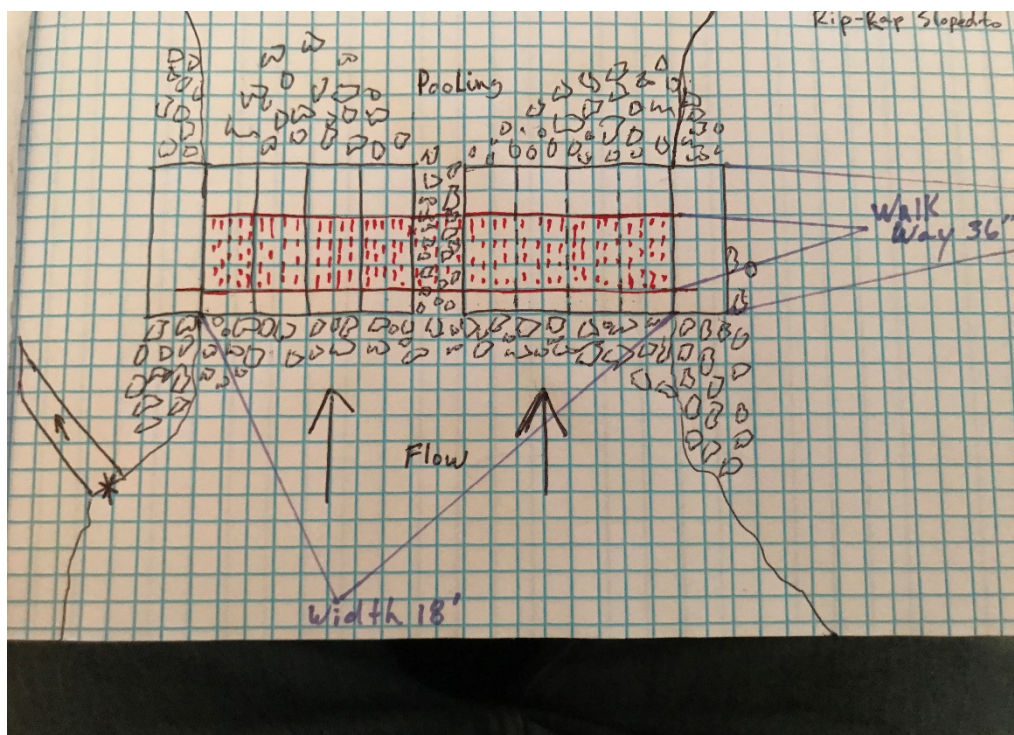 Rip-Rap Sloped to
Pooling
Walk
Way 36"
Flow
Width 18'